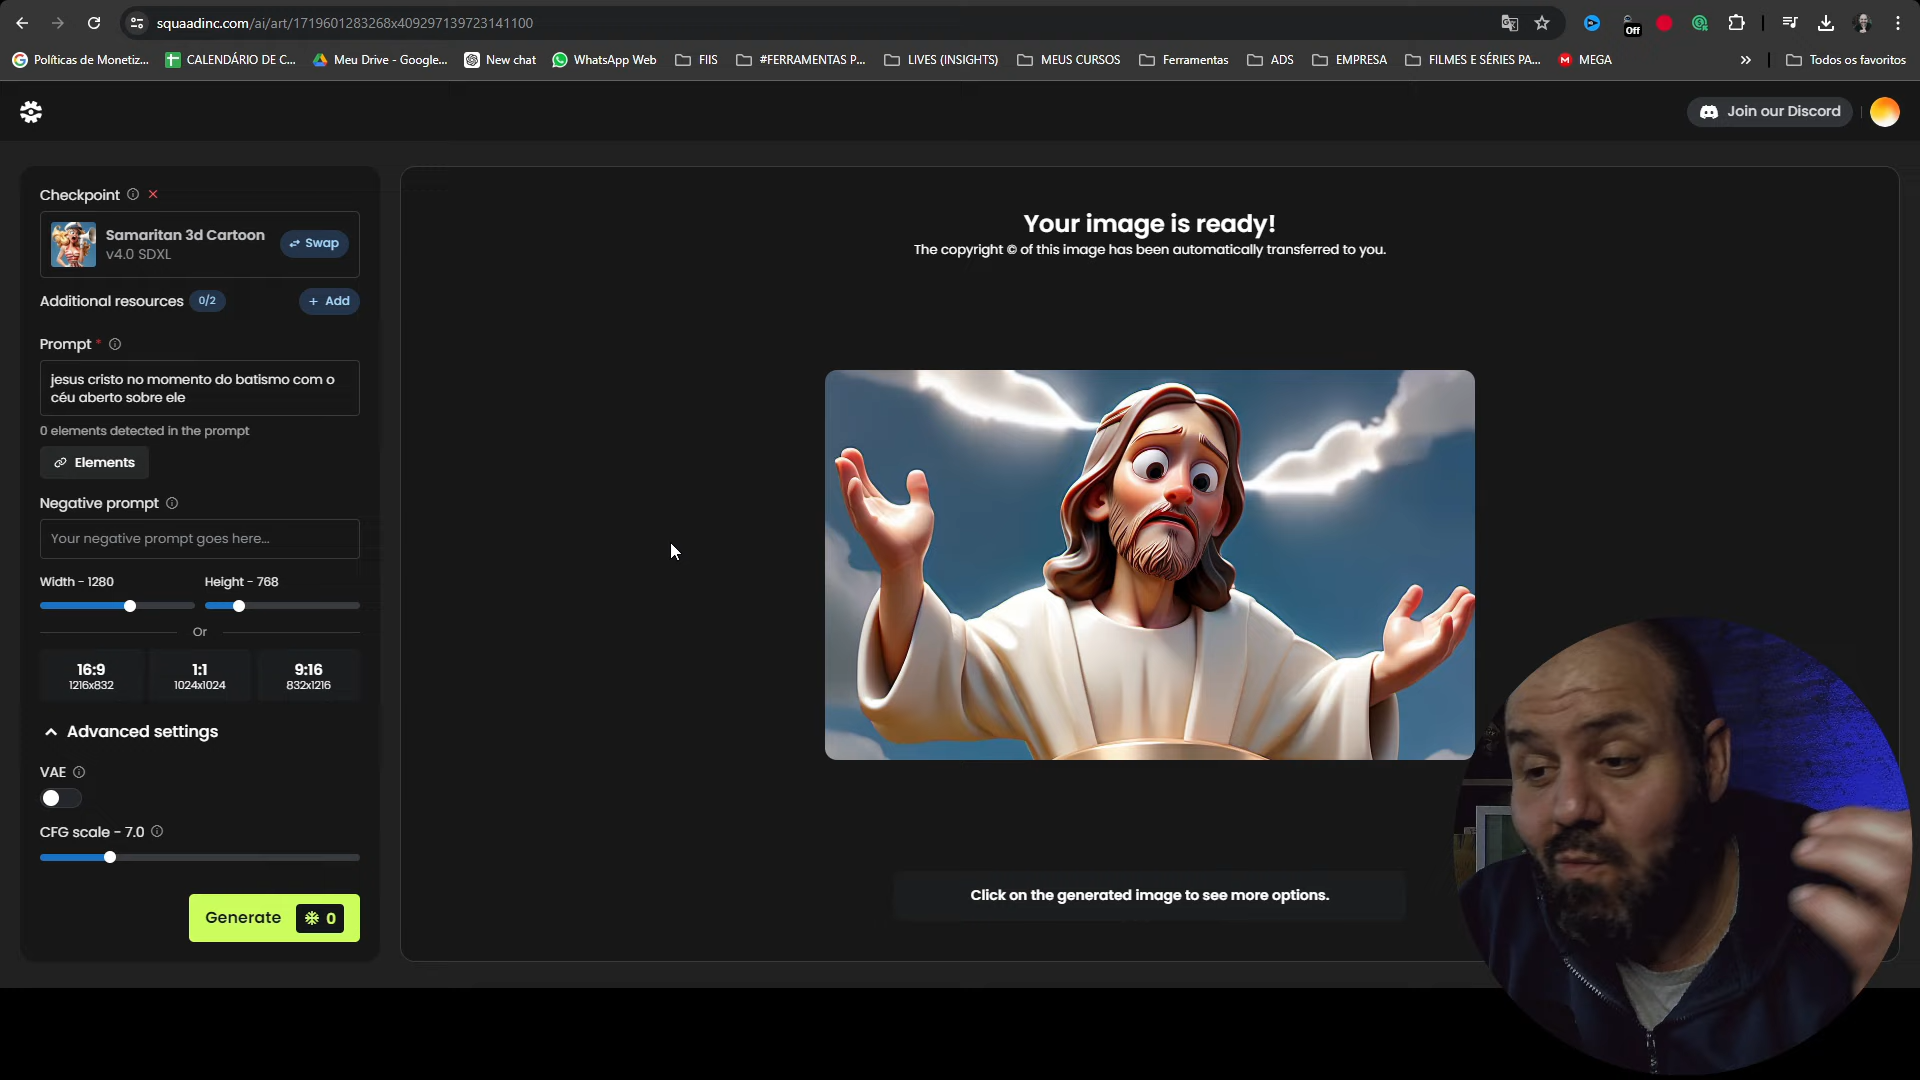 squaadinc.com/ai/art/1719601283268x409297139723141100
Off
Políticas de Monetiz...
CALENDÁRIO DE C...
Meu Drive - Google...
New chat
WhatsApp Web
FIIS
#FERRAMENTAS P...
LIVES (INSIGHTS)
MEUS CURSOS
Ferramentas
ADS
EMPRESA
FILMES E SÉRIES PA...
M
MEGA
Todos os favoritos
Join our Discord
Checkpoint
Samaritan 3d Cartoon
v4.0 SDXL
Swap
Additional resources 0/2
+ Add
Prompt *
jesus cristo no momento do batismo com o
céu aberto sobre ele
0 elements detected in the prompt
Elements
Negative prompt
Your negative prompt goes here...
Width - 1280
Height - 768
Or
16:9
1216x832
1:1
1024x1024
9:16
832x1216
Advanced settings
VAE
CFG scale - 7.0
Generate 0
Your image is ready!
The copyright © of this image has been automatically transferred to you.
Click on the generated image to see more options.